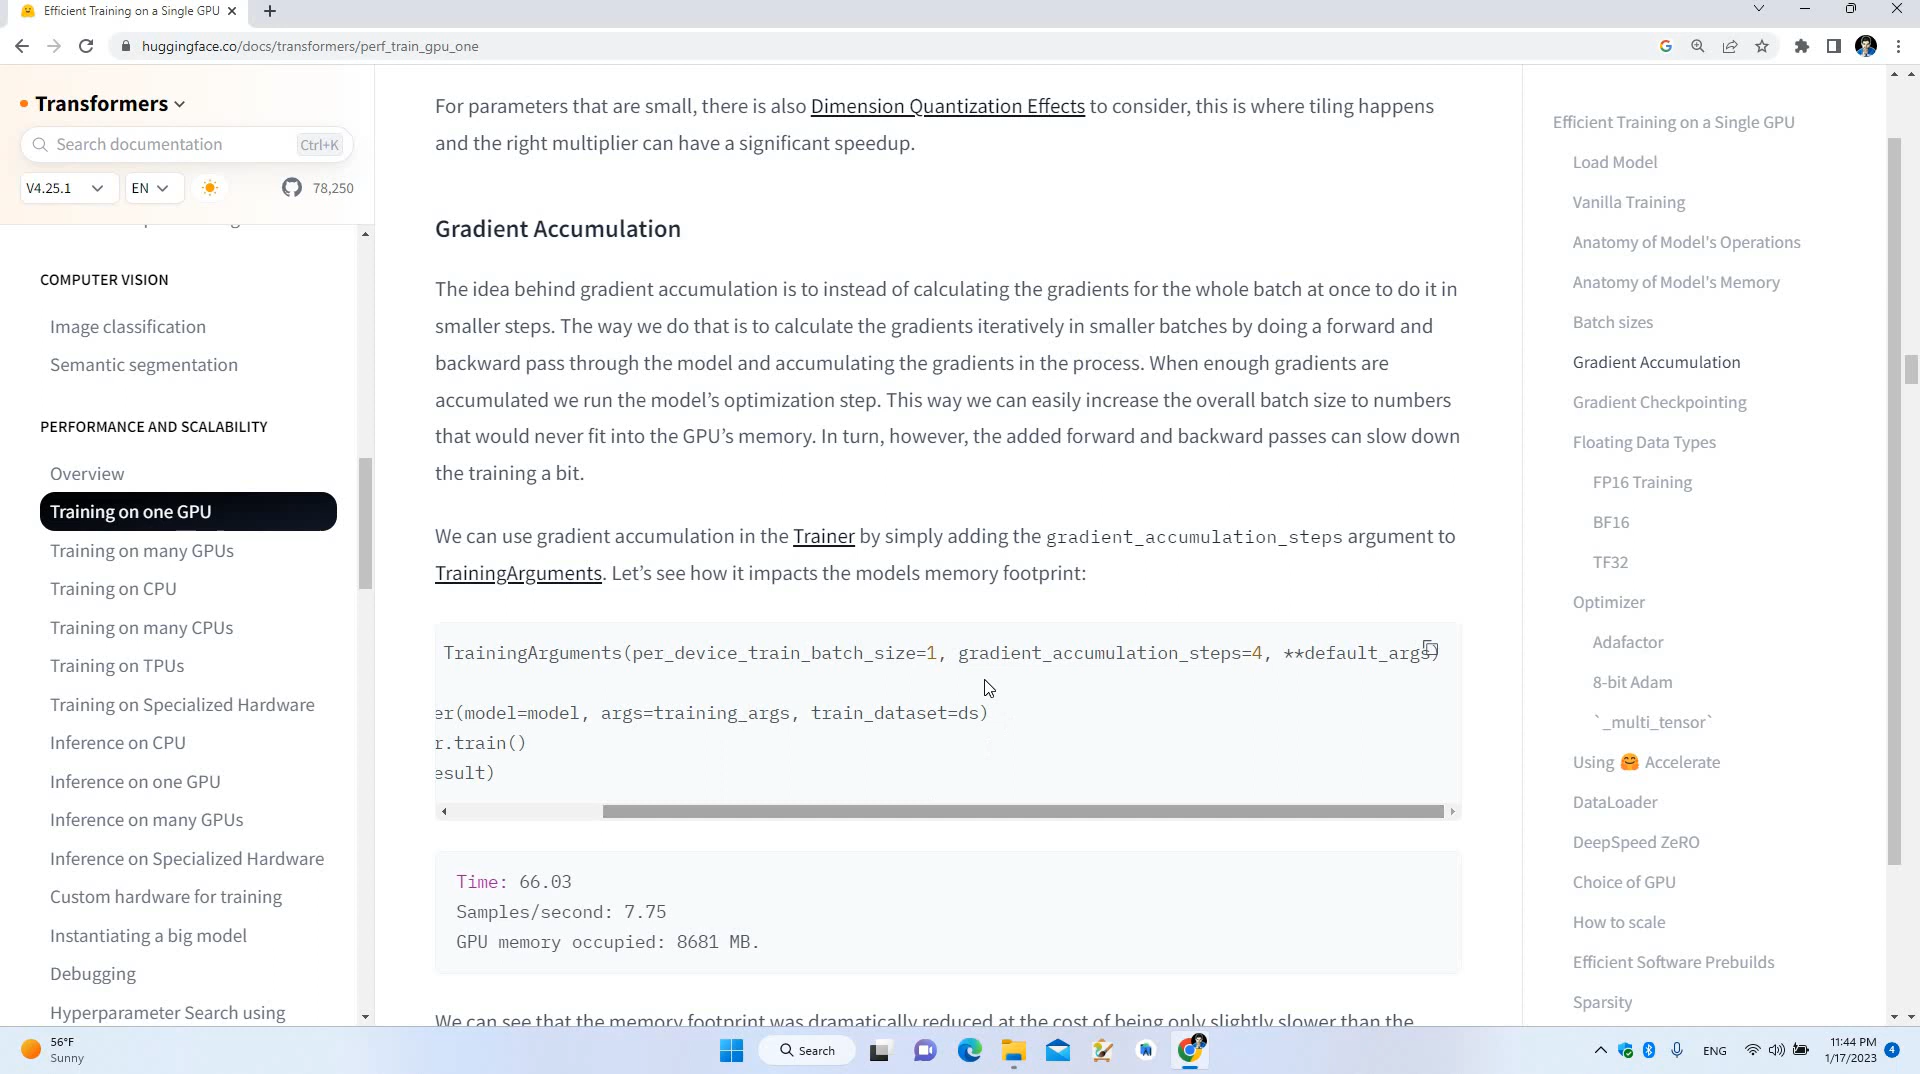 Efficient Training on a Single GPU
huggingface.co/docs/transformers/perf_train_gpu_one
Transformers
Search documentation
Ctrl+K
V4.25.1
EN
78,250
COMPUTER VISION
Image classification
Semantic segmentation
PERFORMANCE AND SCALABILITY
Overview
Training on one GPU
Training on many GPUs
Training on CPU
Training on many CPUs
Training on TPUs
Training on Specialized Hardware
Inference on CPU
Inference on one GPU
Inference on many GPUs
Inference on Specialized Hardware
Custom hardware for training
Instantiating a big model
Debugging
Hyperparameter Search using
For parameters that are small, there is also Dimension Quantization Effects to consider, this is where tiling happens
and the right multiplier can have a significant speedup.
Gradient Accumulation
The idea behind gradient accumulation is to instead of calculating the gradients for the whole batch at once to do it in
smaller steps. The way we do that is to calculate the gradients iteratively in smaller batches by doing a forward and
backward pass through the model and accumulating the gradients in the process. When enough gradients are
accumulated we run the model’s optimization step. This way we can easily increase the overall batch size to numbers
that would never fit into the GPU’s memory. In turn, however, the added forward and backward passes can slow down
the training a bit.
We can use gradient accumulation in the Trainer by simply adding the gradient_accumulation_steps argument to
TrainingArguments. Let’s see how it impacts the models memory footprint:
TrainingArguments(per_device_train_batch_size=1, gradient_accumulation_steps=4, **default_args)
er(model=model, args=training_args, train_dataset=ds)
r.train()
esult)
Time: 66.03
Samples/second: 7.75
GPU memory occupied: 8681 MB.
We can see that the memory footprint was dramatically reduced at the cost of being only slightly slower than the
Efficient Training on a Single GPU
Load Model
Vanilla Training
Anatomy of Model's Operations
Anatomy of Model's Memory
Batch sizes
Gradient Accumulation
Gradient Checkpointing
Floating Data Types
FP16 Training
BF16
TF32
Optimizer
Adafactor
8-bit Adam
`_multi_tensor`
Using 🤗 Accelerate
DataLoader
DeepSpeed ZeRO
Choice of GPU
How to scale
Efficient Software Prebuilds
Sparsity
56°F
Sunny
Search
ENG
11:44 PM
1/17/2023
4